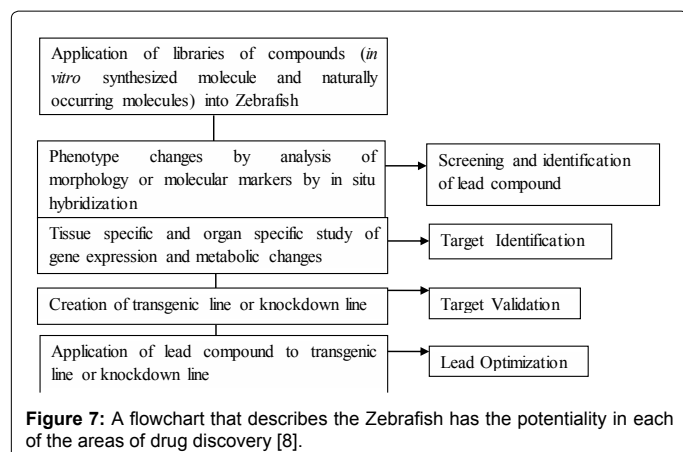 Application of libraries of compounds (in
vitro synthesized molecule and naturally
occurring molecules) into Zebrafish
Phenotype changes by analysis of
morphology or molecular markers by in situ
hybridization
Screening and identification
of lead compound
Tissue specific and organ specific study of
gene expression and metabolic changes
Target Identification
Creation of transgenic line or knockdown line
Target Validation
Application of lead compound to transgenic
line or knockdown line
Lead Optimization
Figure 7: A flowchart that describes the Zebrafish has the potentiality in each
of the areas of drug discovery [8].